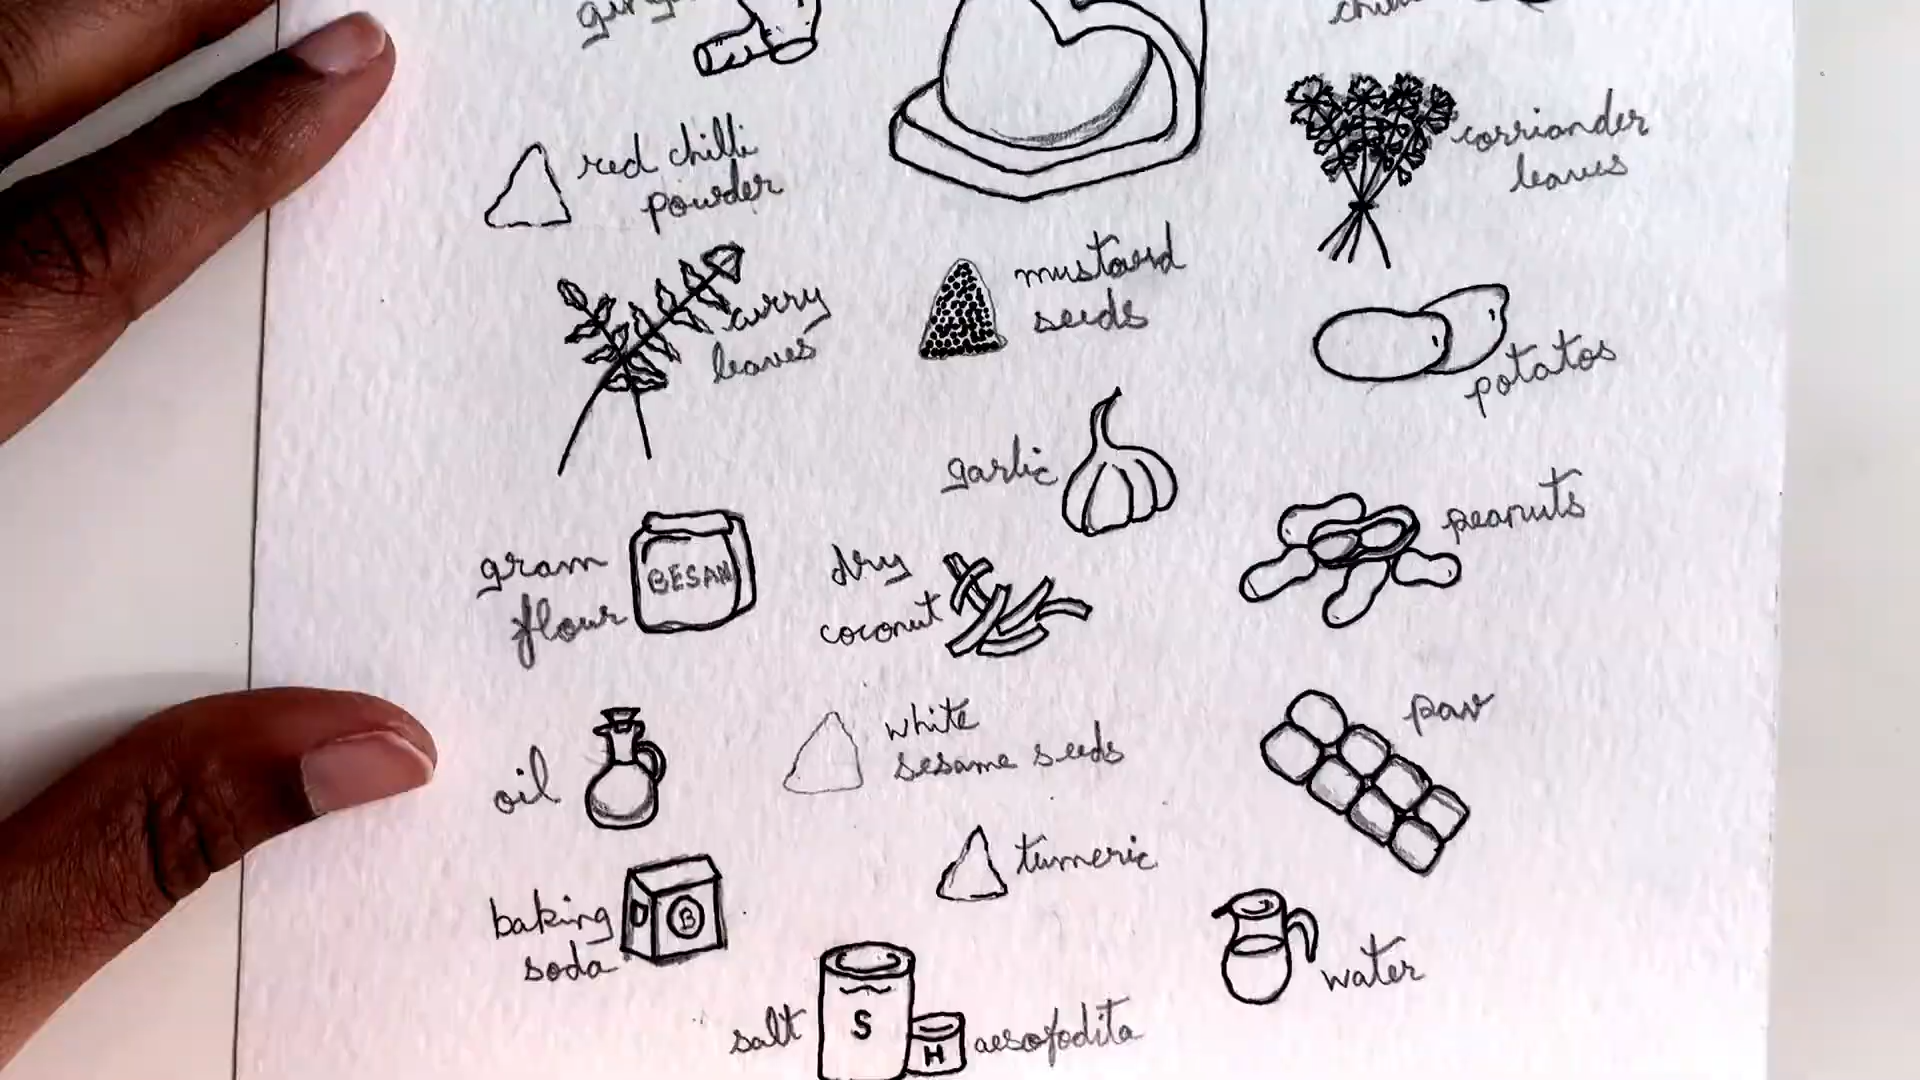 red chilli
powder
corriander
leaves
curry
leaves
mustard
seeds
potatos
garlic
peanuts
gram
flour
BESAN
dry
coconut
oil
white
sesame seeds
pav
tumeric
baking
soda
B
water
salt
S
H
aesofodita